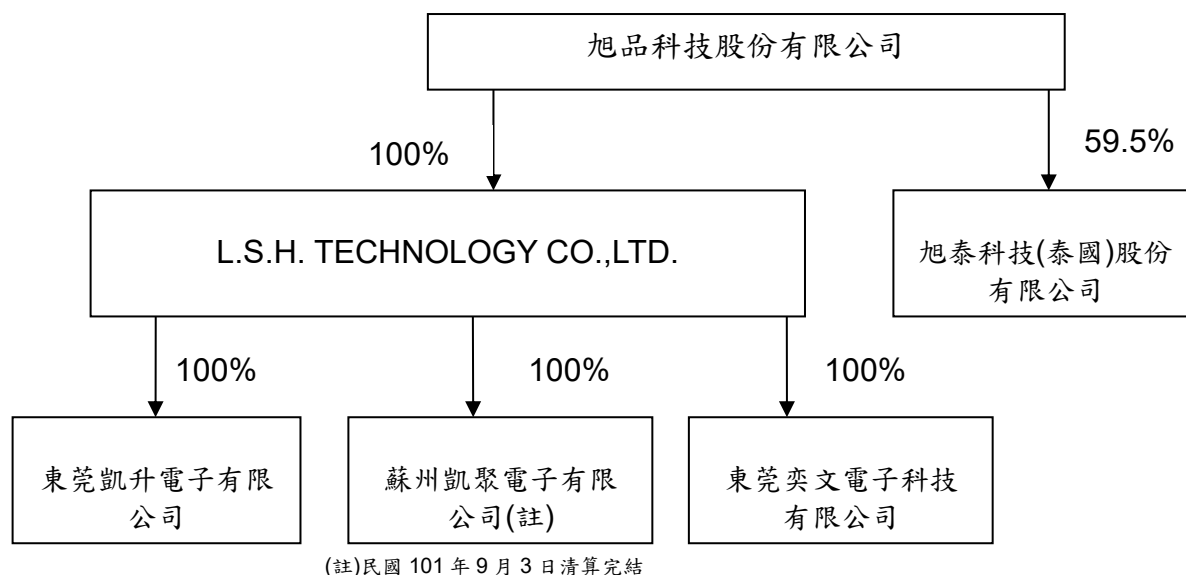 旭品科技股份有限公司
100%
59.5%
L.S.H. TECHNOLOGY CO.,LTD.
旭泰科技(泰國)股份
有限公司
100%
100%
100%
東莞凱升電子有限
公司
蘇州凱聚電子有限
公司(註)
東莞奕文電子科技
有限公司
(註)民國 101 年 9 月 3 日清算完結